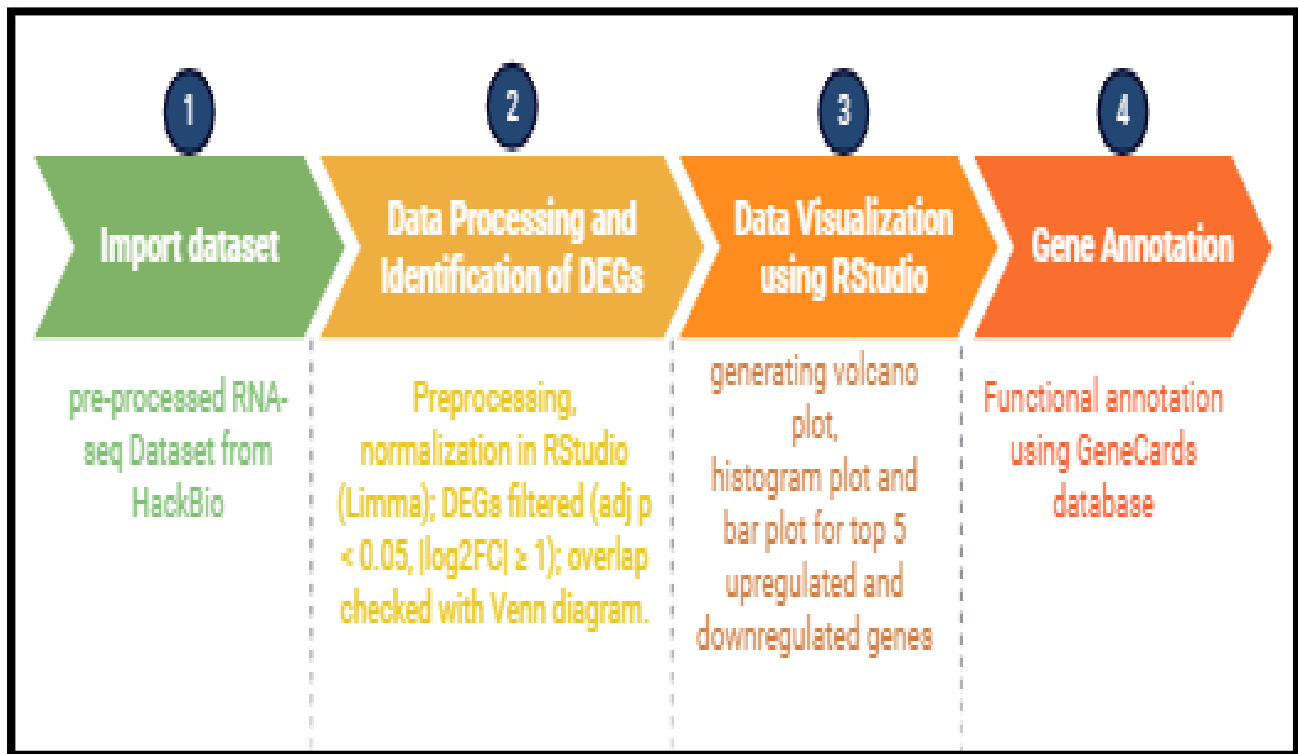 1
Import dataset
pre-processed RNA-
seq Dataset from
HackBio
2
Data Processing and
Identification of DEGs
Preprocessing,
normalization in RStudio
(Limma); DEGs filtered (adj p
< 0.05, |log2FC| ≥ 1); overlap
checked with Venn diagram.
3
Data Visualization
using RStudio
generating volcano
plot,
histogram plot and
bar plot for top 5
upregulated and
downregulated genes
4
Gene Annotation
Functional annotation
using GeneCards
database